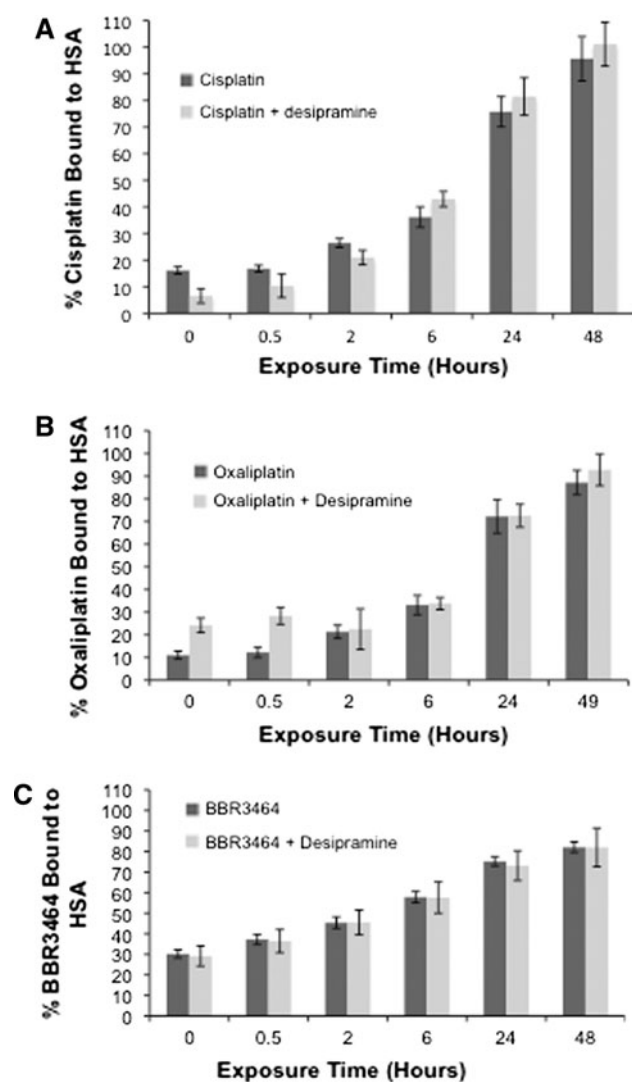 A
% Cisplatin Bound to HSA
110
100
90
80
70
60
50
40
30
20
10
0
Cisplatin
Cisplatin + desipramine
0 0.5 2 6 24 48
Exposure Time (Hours)
B
% Oxaliplatin Bound to HSA
110
100
90
80
70
60
50
40
30
20
10
0
Oxaliplatin
Oxaliplatin + Desipramine
0 0.5 2 6 24 49
Exposure Time (Hours)
C
% BBR3464 Bound to
HSA
110
100
90
80
70
60
50
40
30
20
10
0
BBR3464
BBR3464 + Desipramine
0 0.5 2 6 24 48
Exposure Time (Hours)